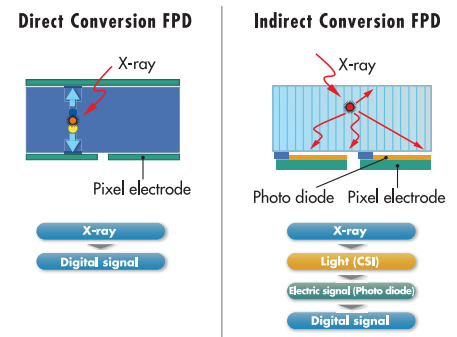 Direct Conversion FPD
X-ray
Pixel electrode
X-ray
Digital signal
Indirect Conversion FPD
X-ray
Photo diode
Pixel electrode
X-ray
Light (CSI)
Electric signal (Photo diode)
Digital signal